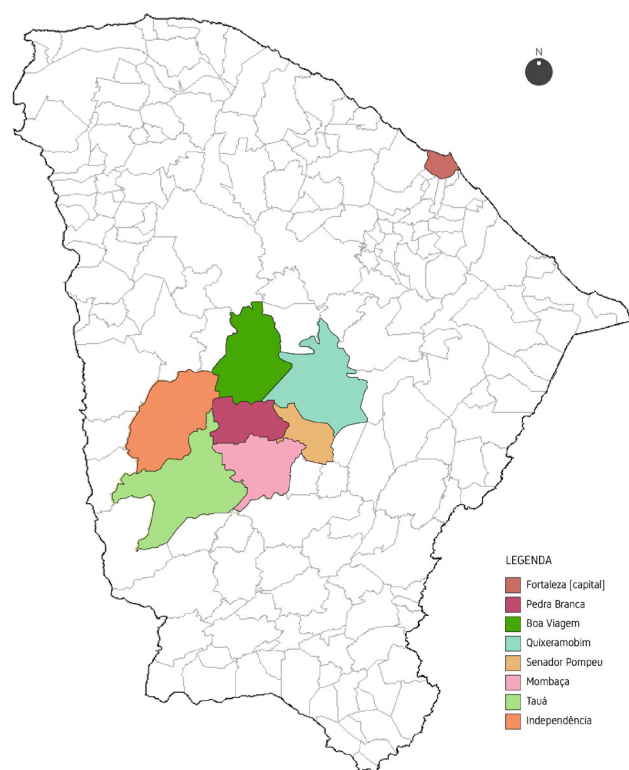 N
LEGENDA
Fortaleza [capital]
Pedra Branca
Boa Viagem
Quixeramobim
Senador Pompeu
Mombaça
Tauá
Independência